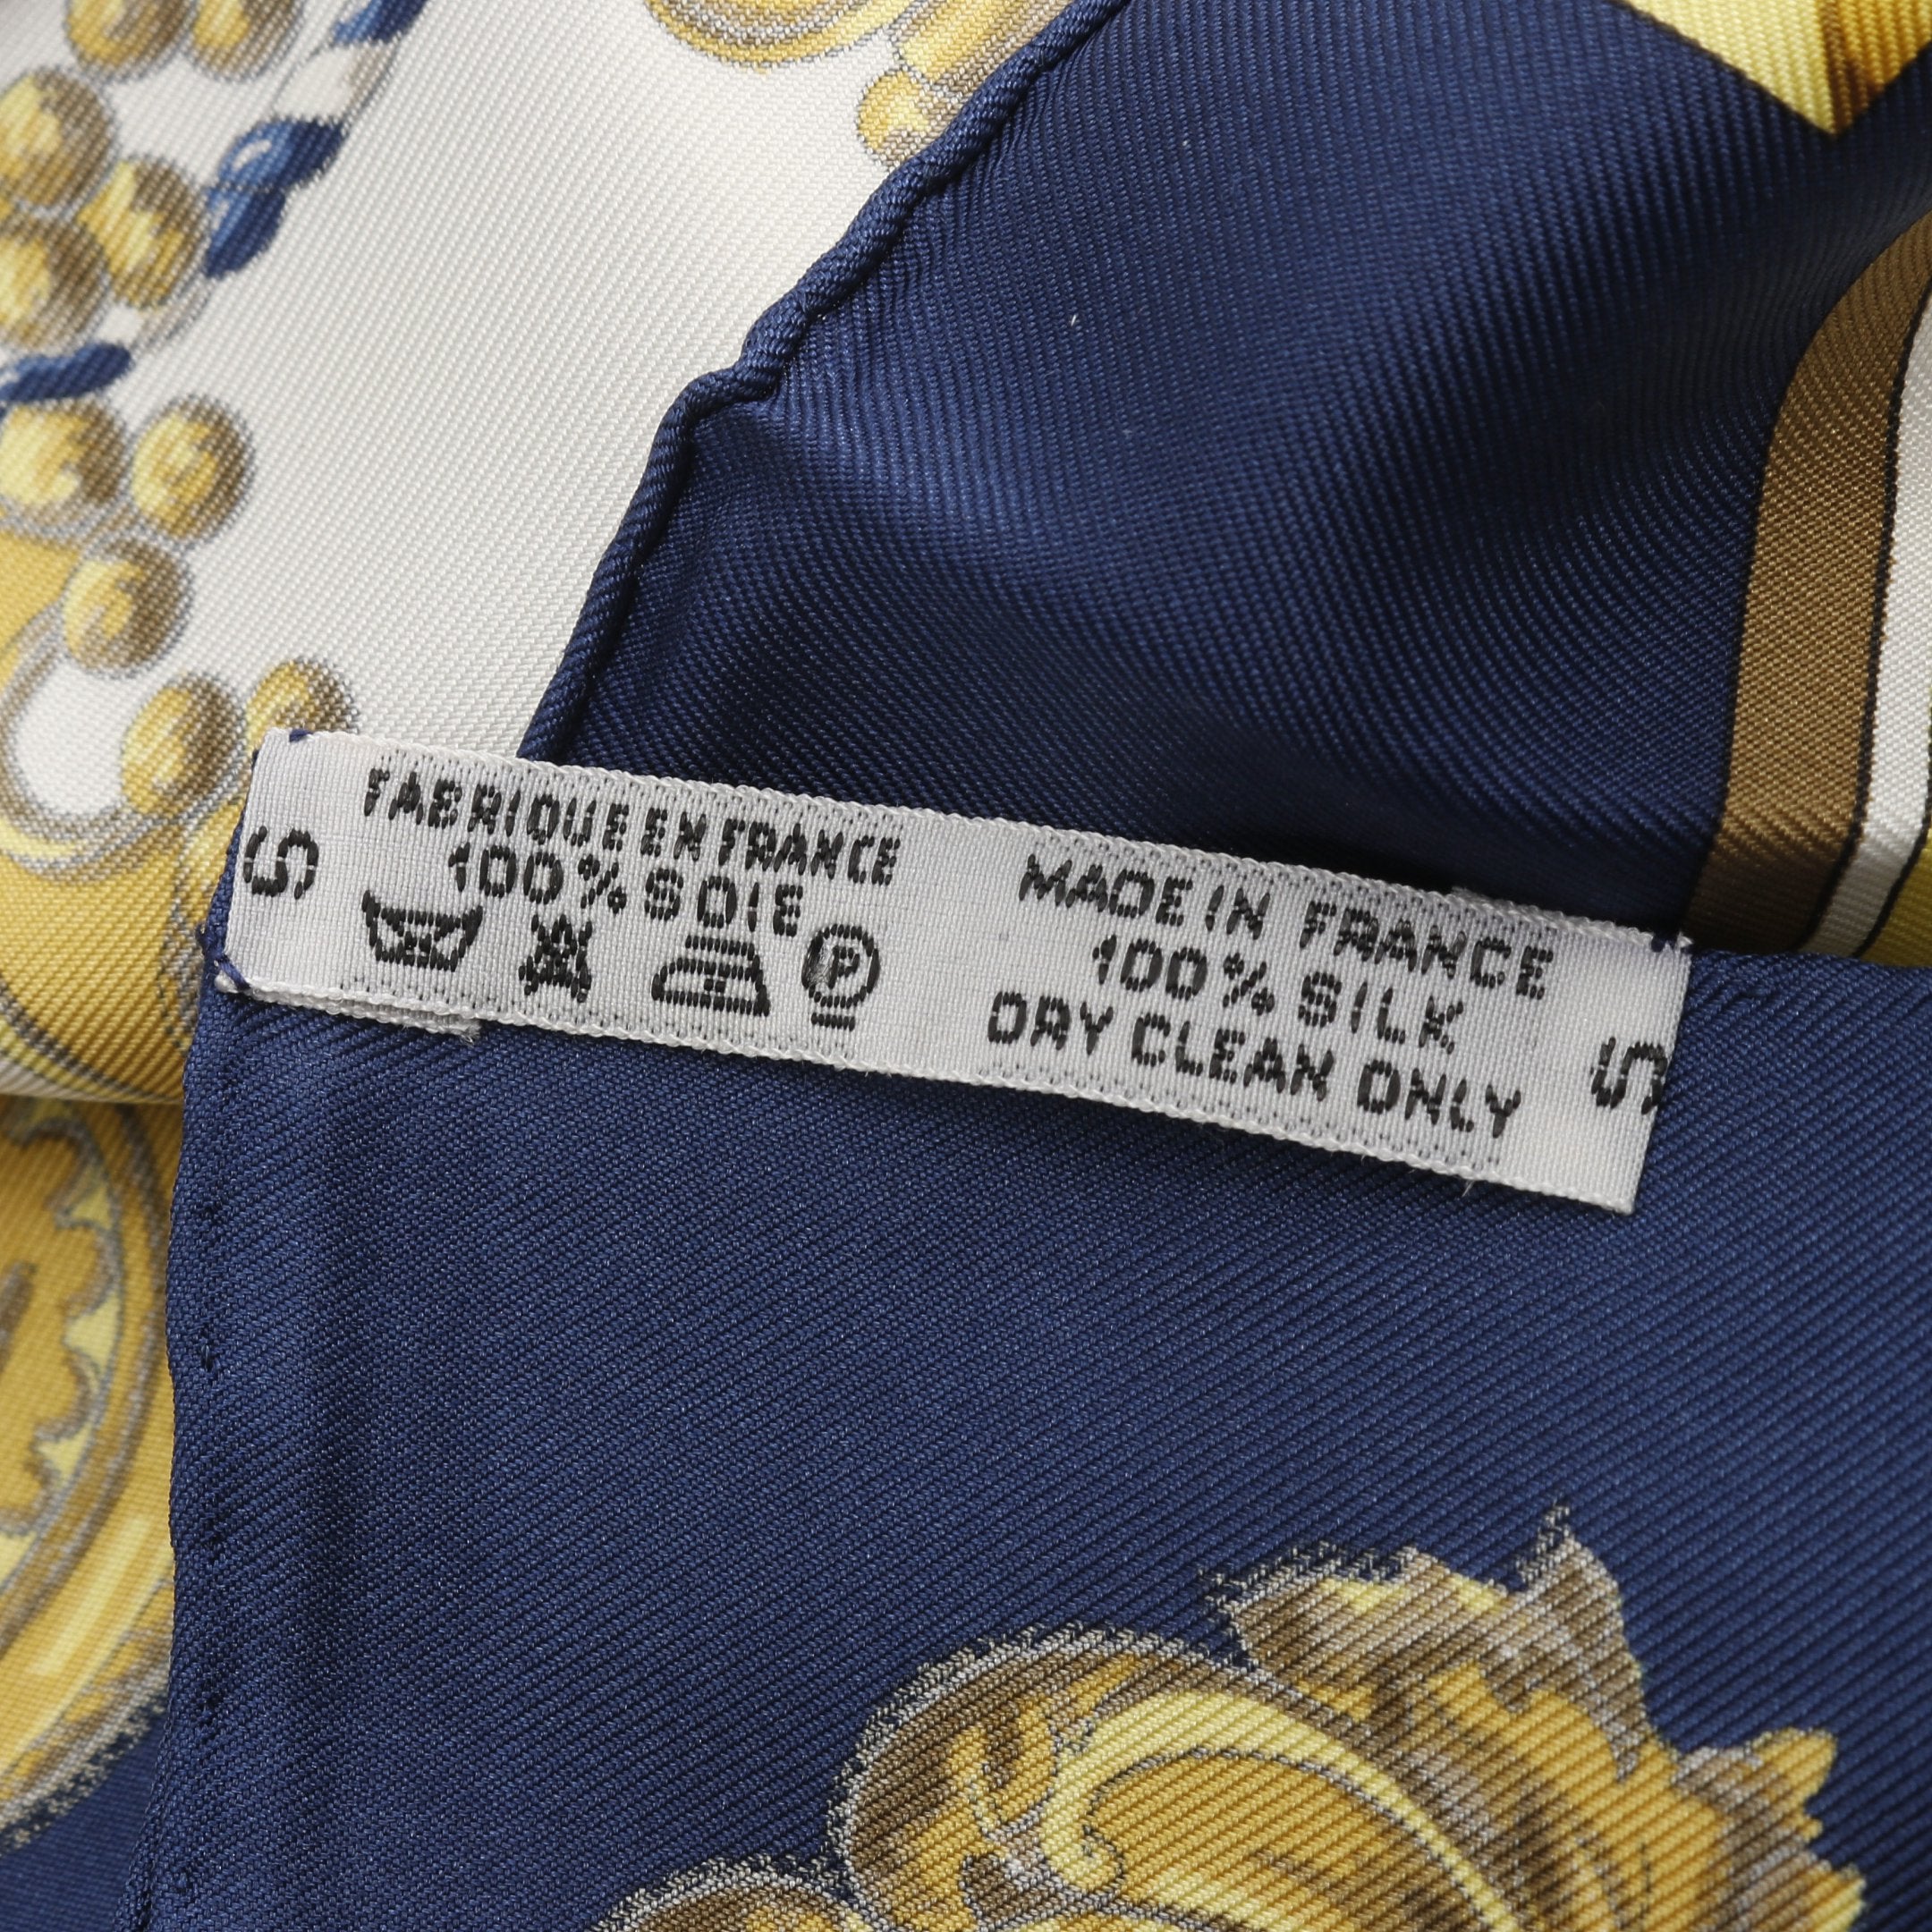 S
FABRIQUE EN FRANCE
100% SOIE
P
MADE IN FRANCE
100% SILK
DRY CLEAN ONLY
S